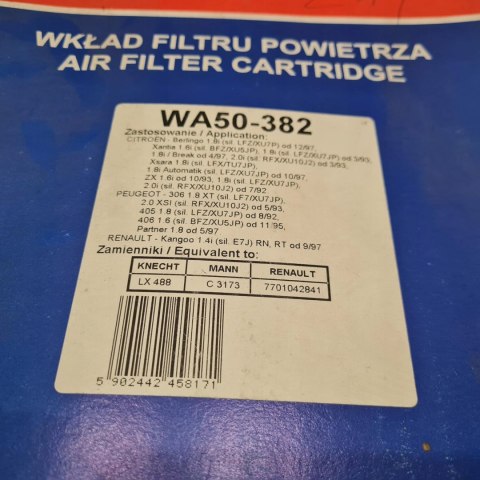 WKŁAD FILTRU POWIETRZA
AIR FILTER CARTRIDGE
WA50-382
Zastosowanie / Application:
CITROËN - Berlingo 1.8i (sil. LFZ/XU7P) od 12/97,
Xantia 1.6i (sil. BFZ/XU5JP), 1.8i (sil. LFZ/XU7JP) od 3/93,
1.8i / Break od 4/97, 2.0i (sil. RFX/XU10J2) od 3/93,
Xsara 1.8i (sil. LFX/TU7JP),
1.8i Automatik (sil. LFZ/XU7JP) od 10/97,
ZX 1.6i od 10/93, 1.8i (sil. LFZ/XU7JP),
2.0i (sil. RFX/XU10J2) od 7/92
PEUGEOT - 306 1.8 XT (sil. LF7/XU7JP),
2.0 XSI (sil. RFX/XU10J2) od 5/93,
405 1.8 (sil. LFZ/XU7JP) od 8/92,
406 1.6 (sil. BFZ/XU5JP) od 11/95,
Partner 1.8 od 5/97
RENAULT - Kangoo 1.4i (sil. E7J) RN, RT od 9/97
Zamienniki / Equivalent to:
KNECHT MANN RENAULT
LX 488 C 3173 7701042841
5 902442 458171